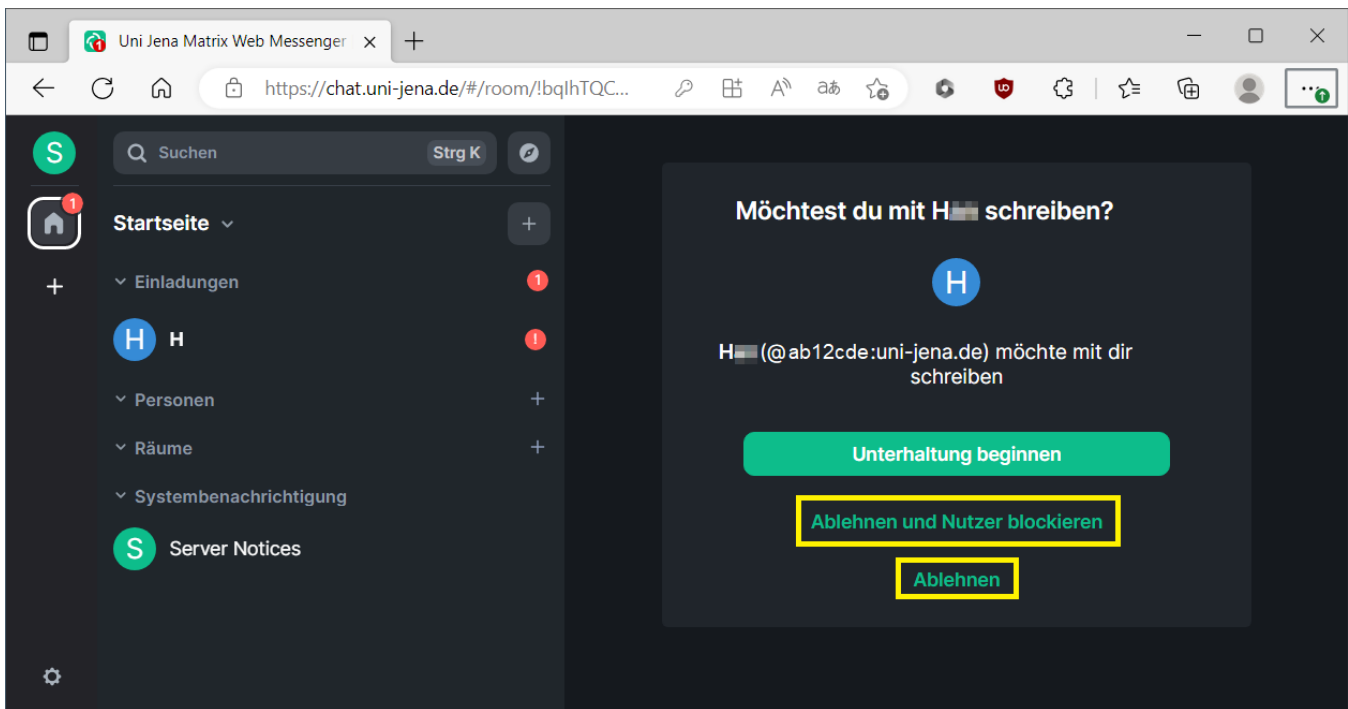 Uni Jena Matrix Web Messenger
https://chat.uni-jena.de/#/room/!bqIhTQC...
S
Suchen Strg K
1
Startseite
Einladungen 1
H H !
Personen
Räume
Systembenachrichtigung
S Server Notices
Möchtest du mit H schreiben?
H
H (@ab12cde:uni-jena.de) möchte mit dir
schreiben
Unterhaltung beginnen
Ablehnen und Nutzer blockieren
Ablehnen